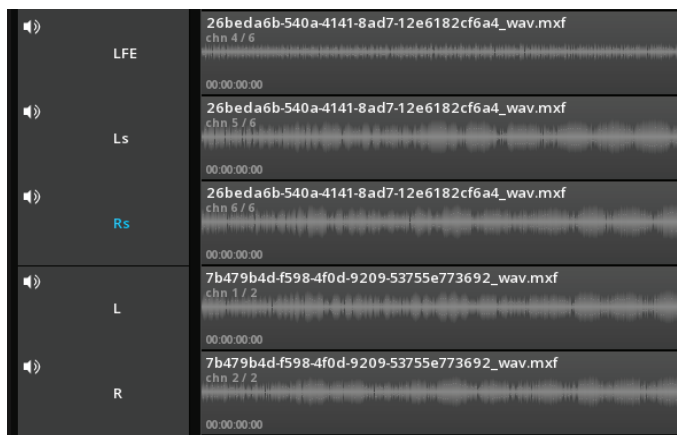 26beda6b-540a-4141-8ad7-12e6182cf6a4_wav.mxf
chn 4 / 6
LFE
00:00:00:00
26beda6b-540a-4141-8ad7-12e6182cf6a4_wav.mxf
chn 5 / 6
Ls
00:00:00:00
26beda6b-540a-4141-8ad7-12e6182cf6a4_wav.mxf
chn 6 / 6
Rs
00:00:00:00
7b479b4d-f598-4f0d-9209-53755e773692_wav.mxf
chn 1 / 2
L
00:00:00:00
7b479b4d-f598-4f0d-9209-53755e773692_wav.mxf
chn 2 / 2
R
00:00:00:00